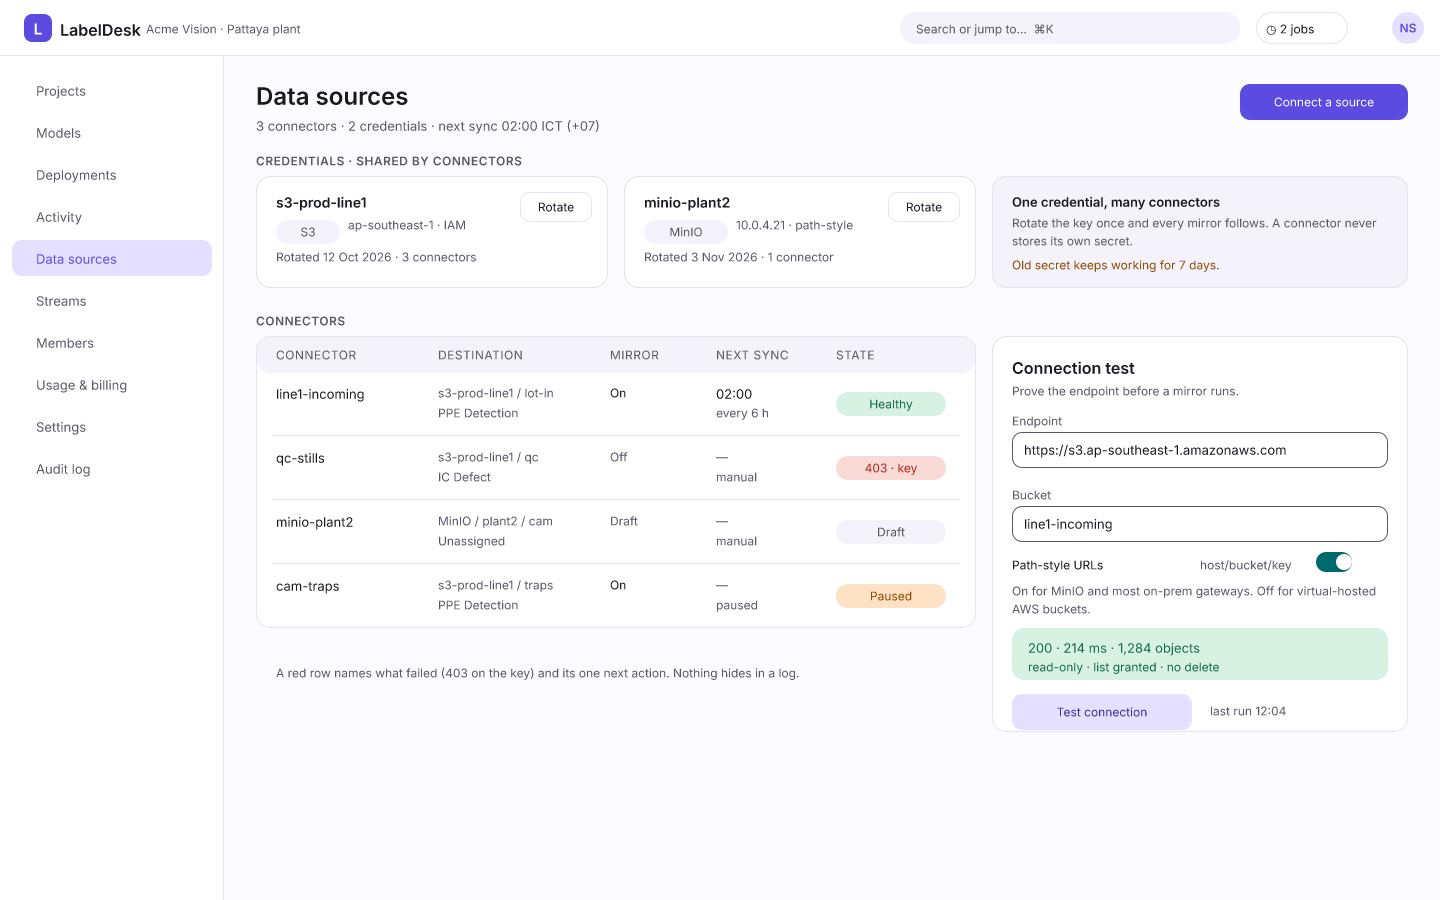 L LabelDesk Acme Vision · Pattaya plant
Search or jump to... ⌘K
◷ 2 jobs
NS
Projects
Models
Deployments
Activity
Data sources
Streams
Members
Usage & billing
Settings
Audit log
Data sources
3 connectors · 2 credentials · next sync 02:00 ICT (+07)
Connect a source
CREDENTIALS · SHARED BY CONNECTORS
s3-prod-line1
Rotate
S3 ap-southeast-1 · IAM
Rotated 12 Oct 2026 · 3 connectors
minio-plant2
Rotate
MinIO 10.0.4.21 · path-style
Rotated 3 Nov 2026 · 1 connector
One credential, many connectors
Rotate the key once and every mirror follows. A connector never
stores its own secret.
Old secret keeps working for 7 days.
CONNECTORS
CONNECTOR DESTINATION MIRROR NEXT SYNC STATE
line1-incoming s3-prod-line1 / lot-in On 02:00 Healthy
PPE Detection every 6 h
qc-stills s3-prod-line1 / qc Off — 403 · key
IC Defect manual
minio-plant2 MinIO / plant2 / cam Draft — Draft
Unassigned manual
cam-traps s3-prod-line1 / traps On — Paused
PPE Detection paused
A red row names what failed (403 on the key) and its one next action. Nothing hides in a log.
Connection test
Prove the endpoint before a mirror runs.
Endpoint
https://s3.ap-southeast-1.amazonaws.com
Bucket
line1-incoming
Path-style URLs host/bucket/key
On for MinIO and most on-prem gateways. Off for virtual-hosted
AWS buckets.
200 · 214 ms · 1,284 objects
read-only · list granted · no delete
Test connection last run 12:04